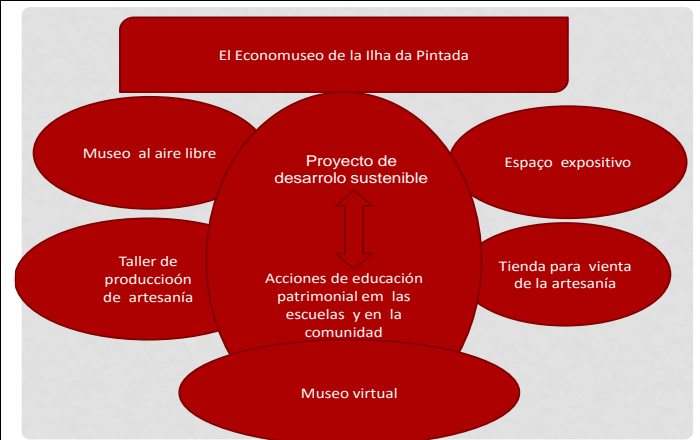 El Economuseo de la Ilha da Pintada
Museo al aire libre
Proyecto de
desarrolo sustenible
Espaço expositivo
Taller de
produccioón
de artesanía
Acciones de educación
patrimonial em las
escuelas y en la
comunidad
Tienda para vienta
de la artesanía
Museo virtual